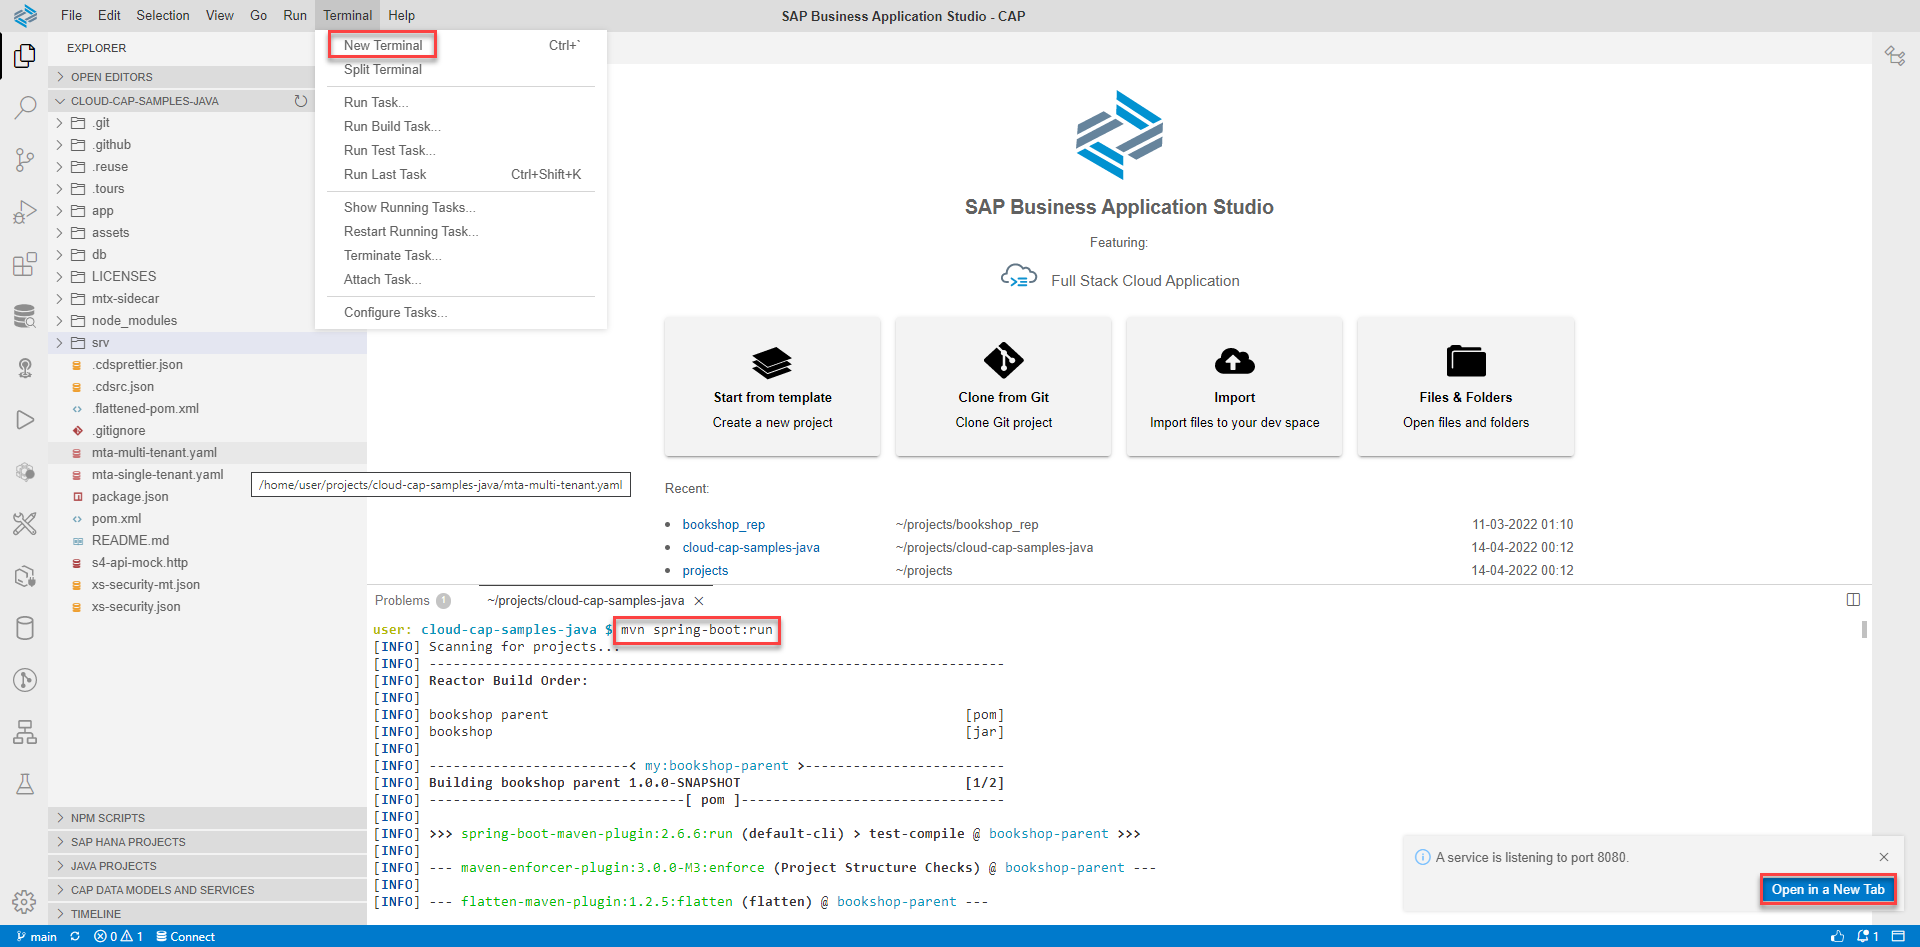 File Edit Selection View Go Run Terminal Help
SAP Business Application Studio - CAP
EXPLORER
OPEN EDITORS
CLOUD-CAP-SAMPLES-JAVA
.git
.github
.reuse
.tours
app
assets
db
LICENSES
mtx-sidecar
node_modules
srv
.cdsprettier.json
.cdsrc.json
.flattened-pom.xml
.gitignore
mta-multi-tenant.yaml
mta-single-tenant.yaml
package.json
pom.xml
README.md
s4-api-mock.http
xs-security-mt.json
xs-security.json
NPM SCRIPTS
SAP HANA PROJECTS
JAVA PROJECTS
CAP DATA MODELS AND SERVICES
TIMELINE
New Terminal Ctrl+`
Split Terminal
Run Task...
Run Build Task...
Run Test Task...
Run Last Task Ctrl+Shift+K
Show Running Tasks...
Restart Running Task...
Terminate Task...
Attach Task...
Configure Tasks...
/home/user/projects/cloud-cap-samples-java/mta-multi-tenant.yaml
SAP Business Application Studio
Featuring:
Full Stack Cloud Application
Start from template
Create a new project
Clone from Git
Clone Git project
Import
Import files to your dev space
Files & Folders
Open files and folders
Recent:
bookshop_rep ~/projects/bookshop_rep 11-03-2022 01:10
cloud-cap-samples-java ~/projects/cloud-cap-samples-java 14-04-2022 00:12
projects ~/projects 14-04-2022 00:12
Problems 1 ~/projects/cloud-cap-samples-java
user: cloud-cap-samples-java $ mvn spring-boot:run
[INFO] Scanning for projects...
[INFO] ------------------------------------------------------------------------
[INFO] Reactor Build Order:
[INFO]
[INFO] bookshop parent [pom]
[INFO] bookshop [jar]
[INFO]
[INFO] -------------------------< my:bookshop-parent >-------------------------
[INFO] Building bookshop parent 1.0.0-SNAPSHOT [1/2]
[INFO] --------------------------------[ pom ]---------------------------------
[INFO]
[INFO] >>> spring-boot-maven-plugin:2.6.6:run (default-cli) > test-compile @ bookshop-parent >>>
[INFO]
[INFO] --- maven-enforcer-plugin:3.0.0-M3:enforce (Project Structure Checks) @ bookshop-parent ---
[INFO]
[INFO] --- flatten-maven-plugin:1.2.5:flatten (flatten) @ bookshop-parent ---
A service is listening to port 8080.
Open in a New Tab
main 0 1 Connect 1